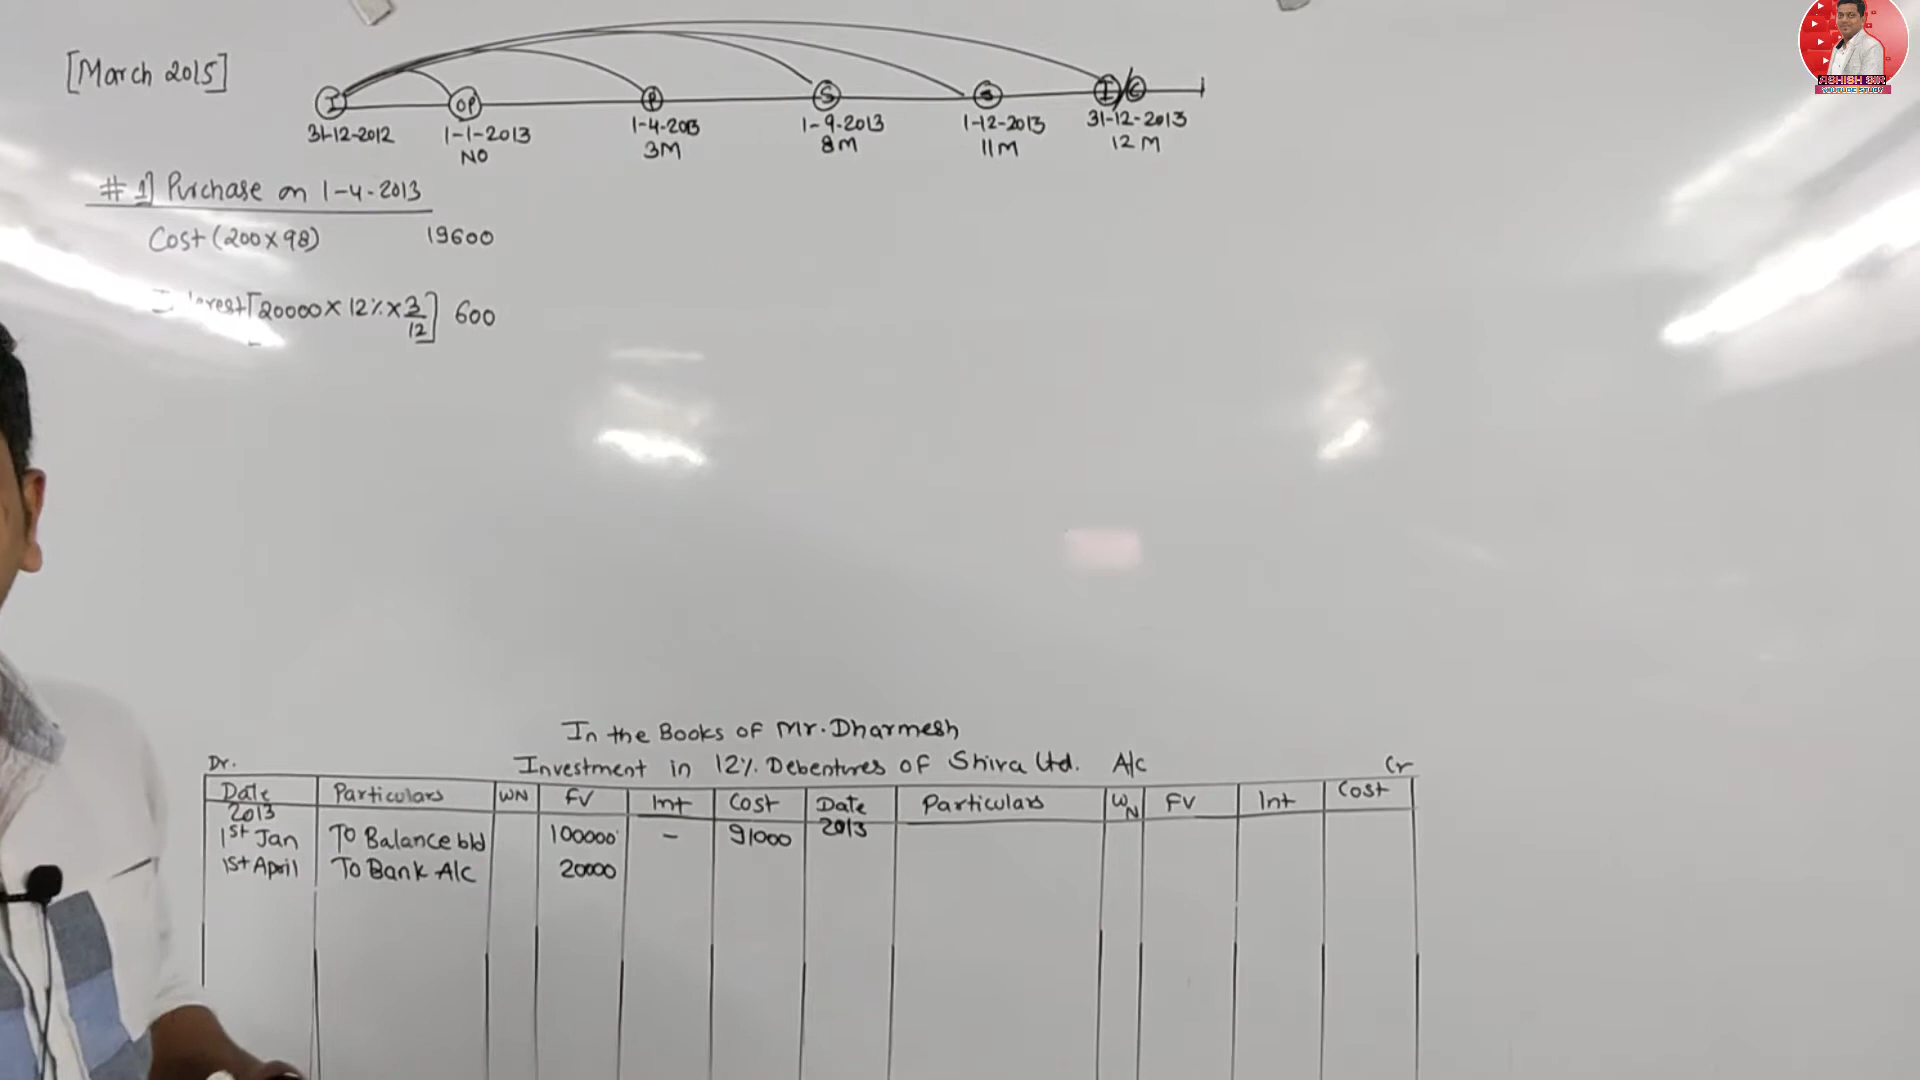 [March 2015]
I OP P S S I/C
31-12-2012 1-1-2013 1-4-2013 1-9-2013 1-12-2013 31-12-2013
NO 3M 8M 11M 12 M
# 1] Purchase on 1-4-2013
Cost (200 x 98) 19600
[20000 x 12% x 3/12] 600
In the Books of Mr. Dharmesh
Dr. Investment in 12% Debentures of Shiva Ltd. A/c Cr
Date Particulars WN FV Int Cost Date Particulars WN FV Int Cost
2013 2013
1st Jan To Balance b/d 100000 - 91000
1st April To Bank A/c 20000
ASHISH SIR
YOUTUBE STUDY